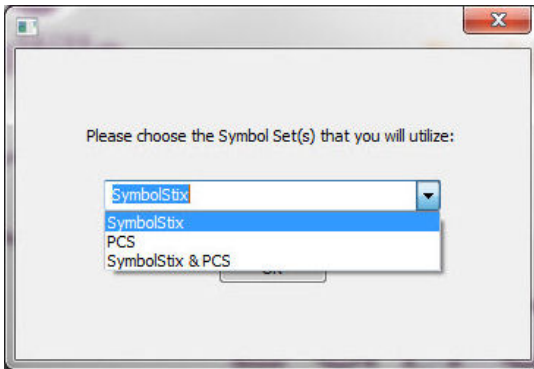 Please choose the Symbol Set(s) that you will utilize:
SymbolStix
SymbolStix
PCS
SymbolStix & PCS